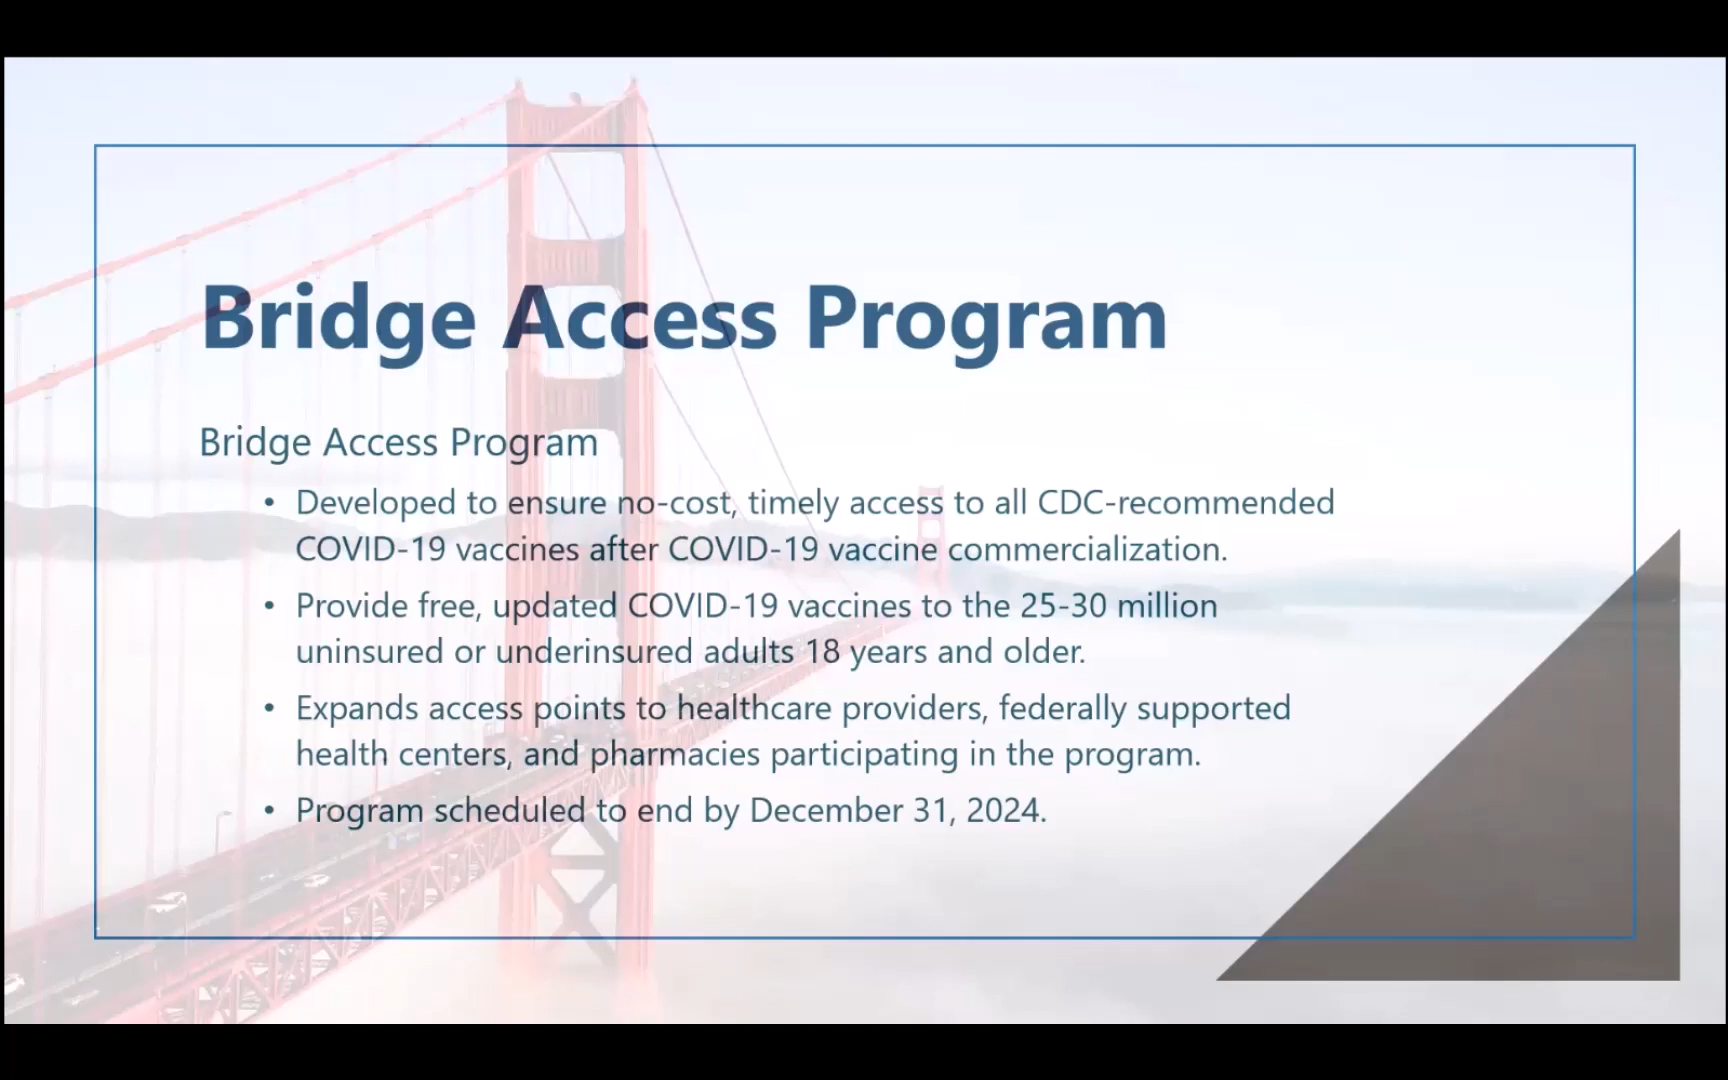 Bridge Access Program
Bridge Access Program
• Developed to ensure no-cost, timely access to all CDC-recommended
COVID-19 vaccines after COVID-19 vaccine commercialization.
• Provide free, updated COVID-19 vaccines to the 25-30 million
uninsured or underinsured adults 18 years and older.
• Expands access points to healthcare providers, federally supported
health centers, and pharmacies participating in the program.
• Program scheduled to end by December 31, 2024.